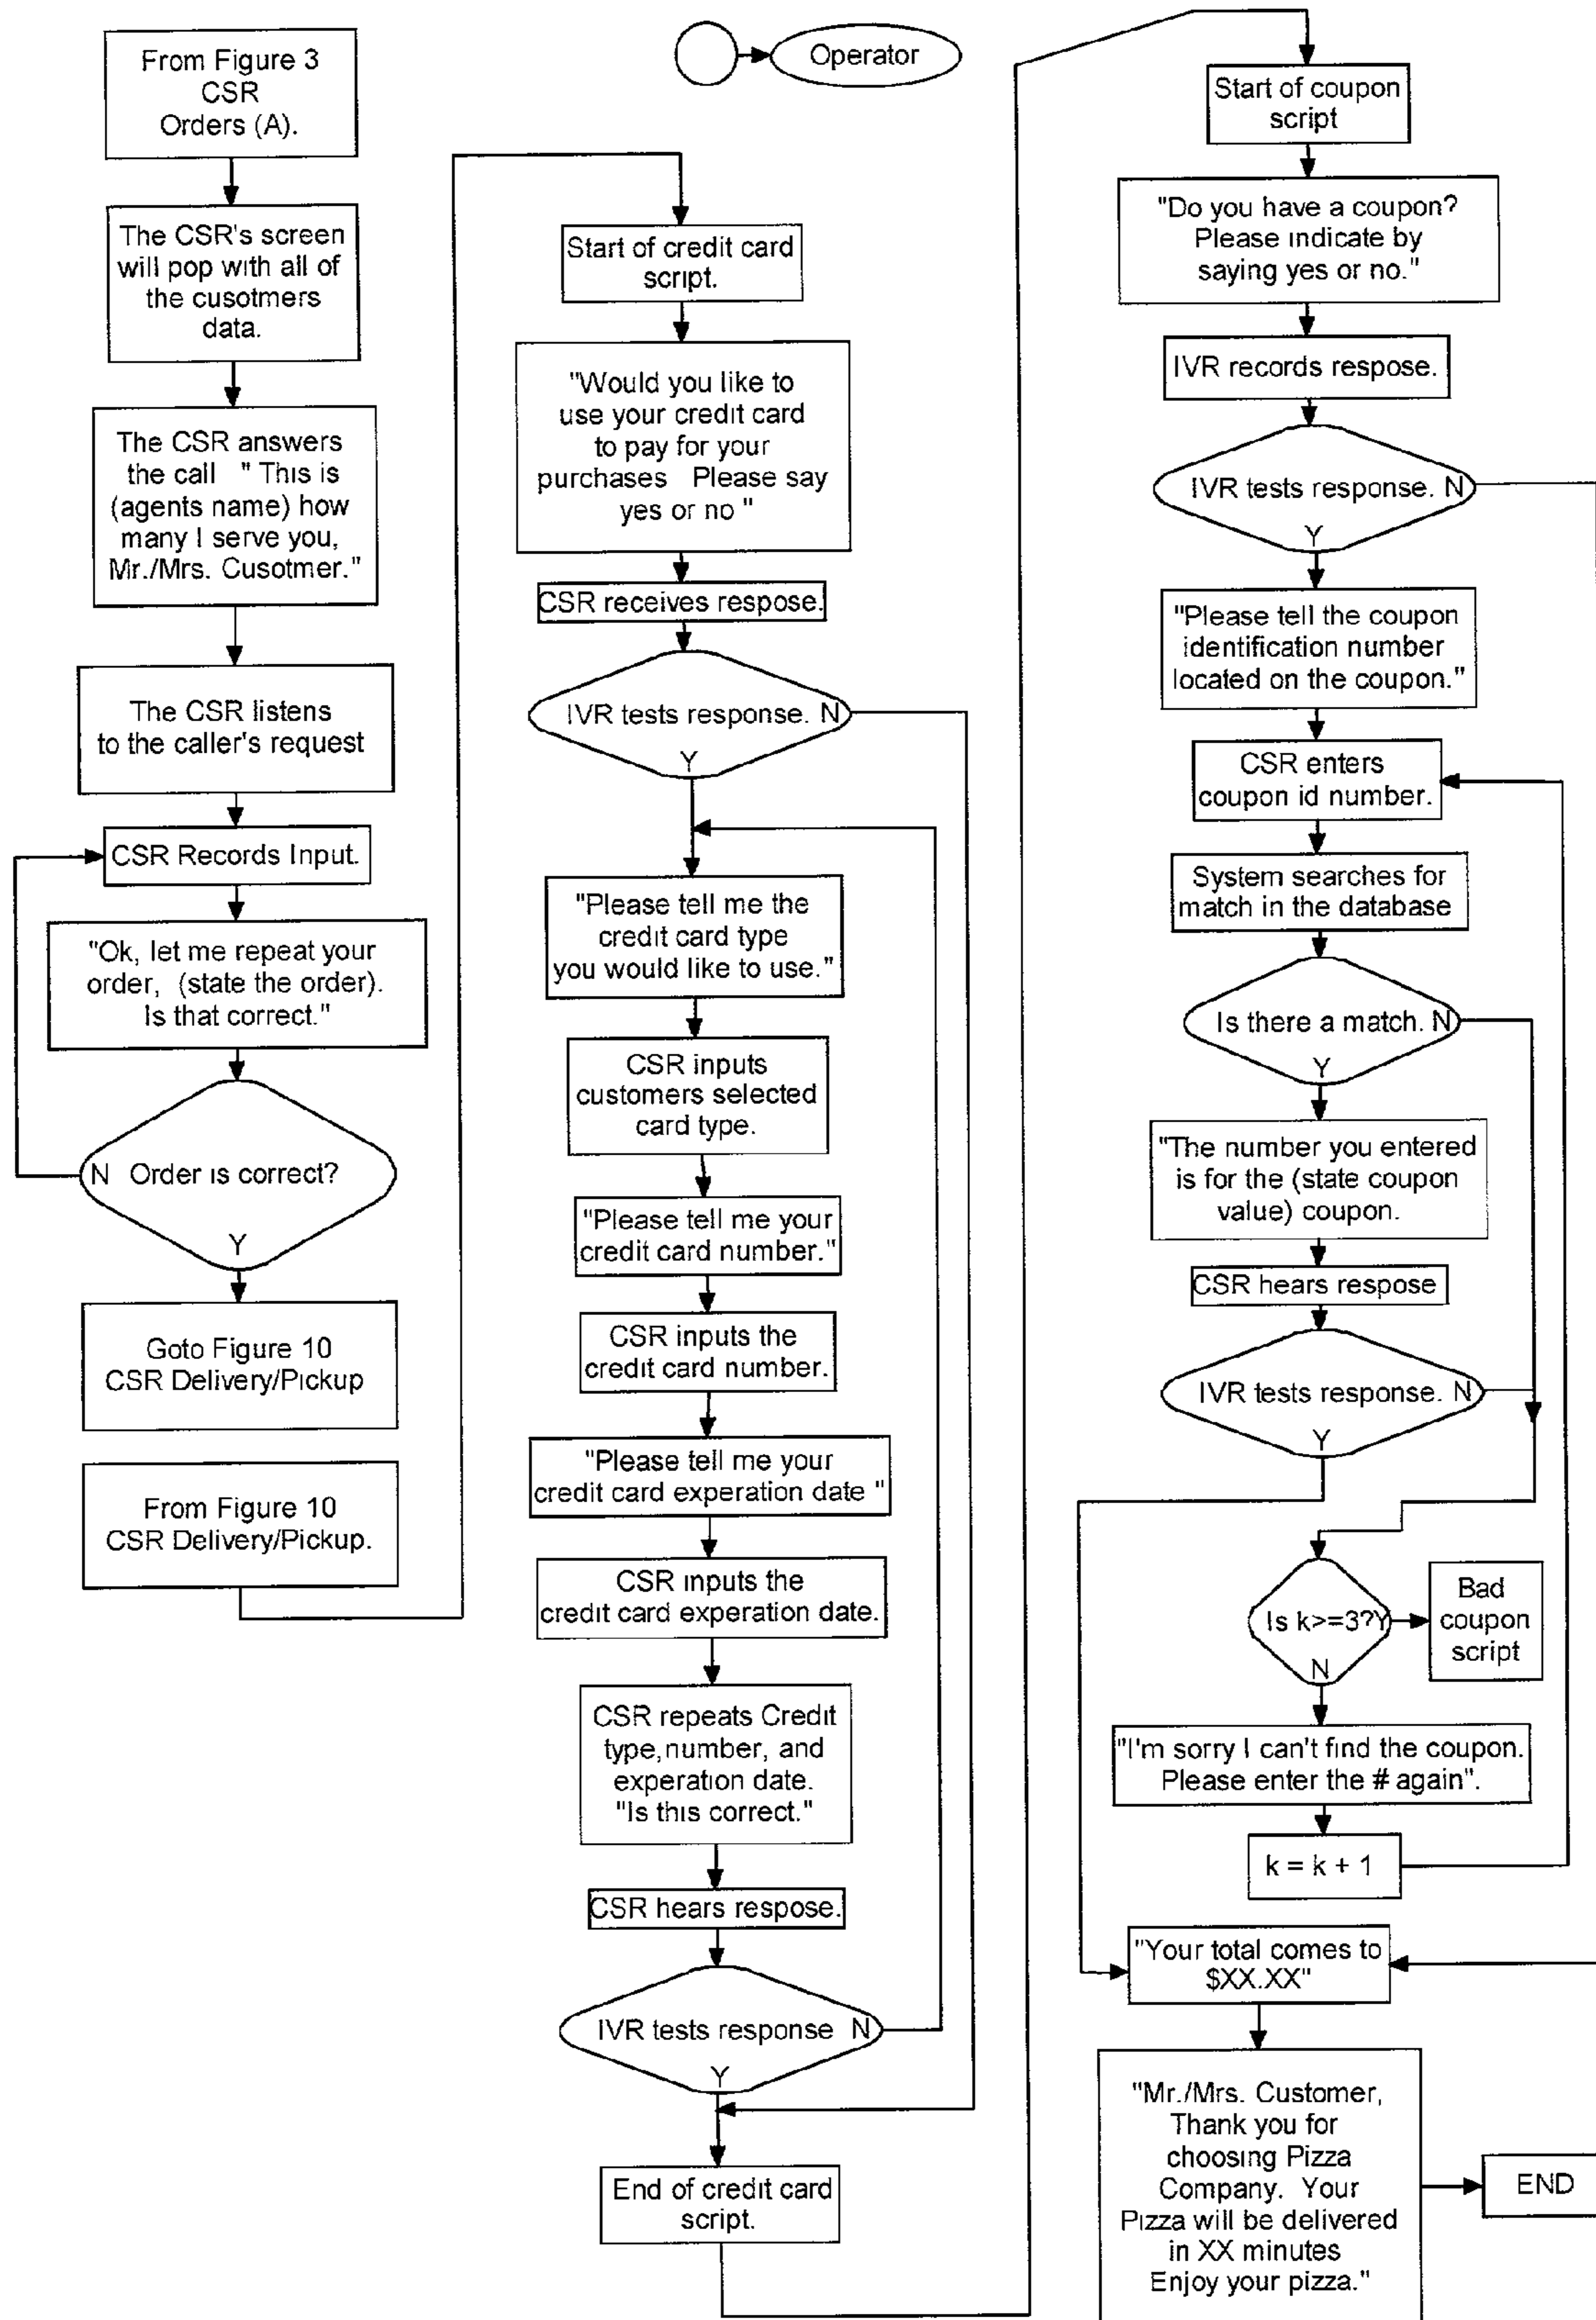 From Figure 3
CSR
Orders (A).
The CSR's screen
will pop with all of
the cusotmers
data.
The CSR answers
the call " This is
(agents name) how
many I serve you,
Mr./Mrs. Cusotmer."
The CSR listens
to the caller's request
CSR Records Input.
"Ok, let me repeat your
order, (state the order).
Is that correct."
N Order is correct?
Y
Goto Figure 10
CSR Delivery/Pickup
From Figure 10
CSR Delivery/Pickup.
Operator
Start of credit card
script.
"Would you like to
use your credit card
to pay for your
purchases Please say
yes or no "
CSR receives respose.
IVR tests response. N
Y
"Please tell me the
credit card type
you would like to use."
CSR inputs
customers selected
card type.
"Please tell me your
credit card number."
CSR inputs the
credit card number.
"Please tell me your
credit card experation date "
CSR inputs the
credit card experation date.
CSR repeats Credit
type,number, and
experation date.
"Is this correct."
CSR hears respose.
IVR tests response N
Y
End of credit card
script.
Start of coupon
script
"Do you have a coupon?
Please indicate by
saying yes or no."
IVR records respose.
IVR tests response. N
Y
"Please tell the coupon
identification number
located on the coupon."
CSR enters
coupon id number.
System searches for
match in the database
Is there a match. N
Y
"The number you entered
is for the (state coupon
value) coupon.
CSR hears respose
IVR tests response. N
Y
Is k>=3?Y
N
Bad
coupon
script
"I'm sorry I can't find the coupon.
Please enter the # again".
k = k + 1
"Your total comes to
$XX.XX"
"Mr./Mrs. Customer,
Thank you for
choosing Pizza
Company. Your
Pizza will be delivered
in XX minutes
Enjoy your pizza."
END